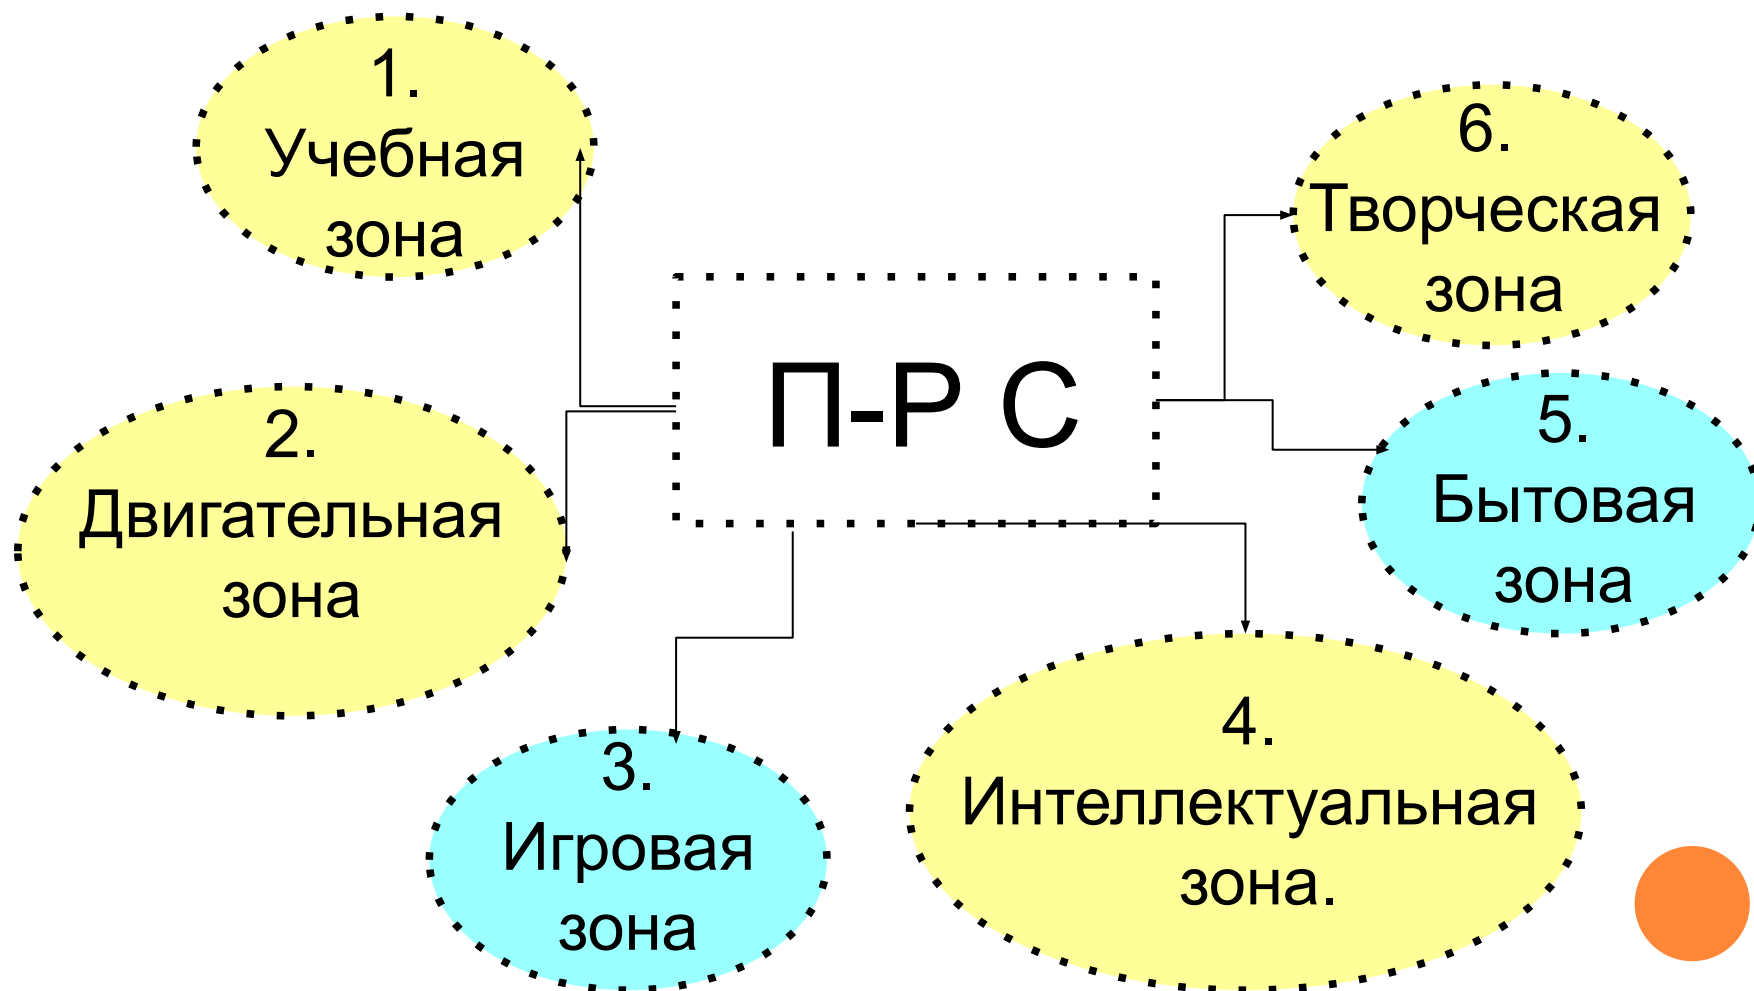 1.
Учебная
зона
6.
Творческая
зона
П-Р С
2.
Двигательная
зона
5.
Бытовая
зона
3.
Игровая
зона
4.
Интеллектуальная
зона.